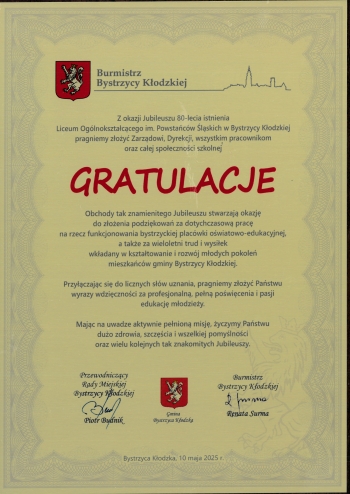 Burmistrz
Bystrzycy Kłodzkiej
Z okazji Jubileuszu 80-lecia istnienia
Liceum Ogólnokształcącego im. Powstańców Śląskich w Bystrzycy Kłodzkiej
pragniemy złożyć Zarządowi, Dyrekcji, wszystkim pracownikom
oraz całej społeczności szkolnej
GRATULACJE
Obchody tak znamienitego Jubileuszu stwarzają okazję
do złożenia podziękowań za dotychczasową pracę
na rzecz funkcjonowania bystrzyckiej placówki oświatowo-edukacyjnej,
a także za wieloletni trud i wysiłek
wkładany w kształtowanie i rozwój młodych pokoleń
mieszkańców gminy Bystrzycy Kłodzkiej.
Przyłączając się do licznych słów uznania, pragniemy złożyć Państwu
wyrazy wdzięczności za profesjonalną, pełną poświęcenia i pasji
edukację młodzieży.
Mając na uwadze aktywnie pełnioną misję, życzymy Państwu
dużo zdrowia, szczęścia i wszelkiej pomyślności
oraz wielu kolejnych tak znakomitych Jubileuszy.
Przewodniczący
Rady Miejskiej
Bystrzycy Kłodzkiej
Piotr Budnik
Gmina
Bystrzyca Kłodzka
Burmistrz
Bystrzycy Kłodzkiej
Renata Surma
Bystrzyca Kłodzka, 10 maja 2025 r.